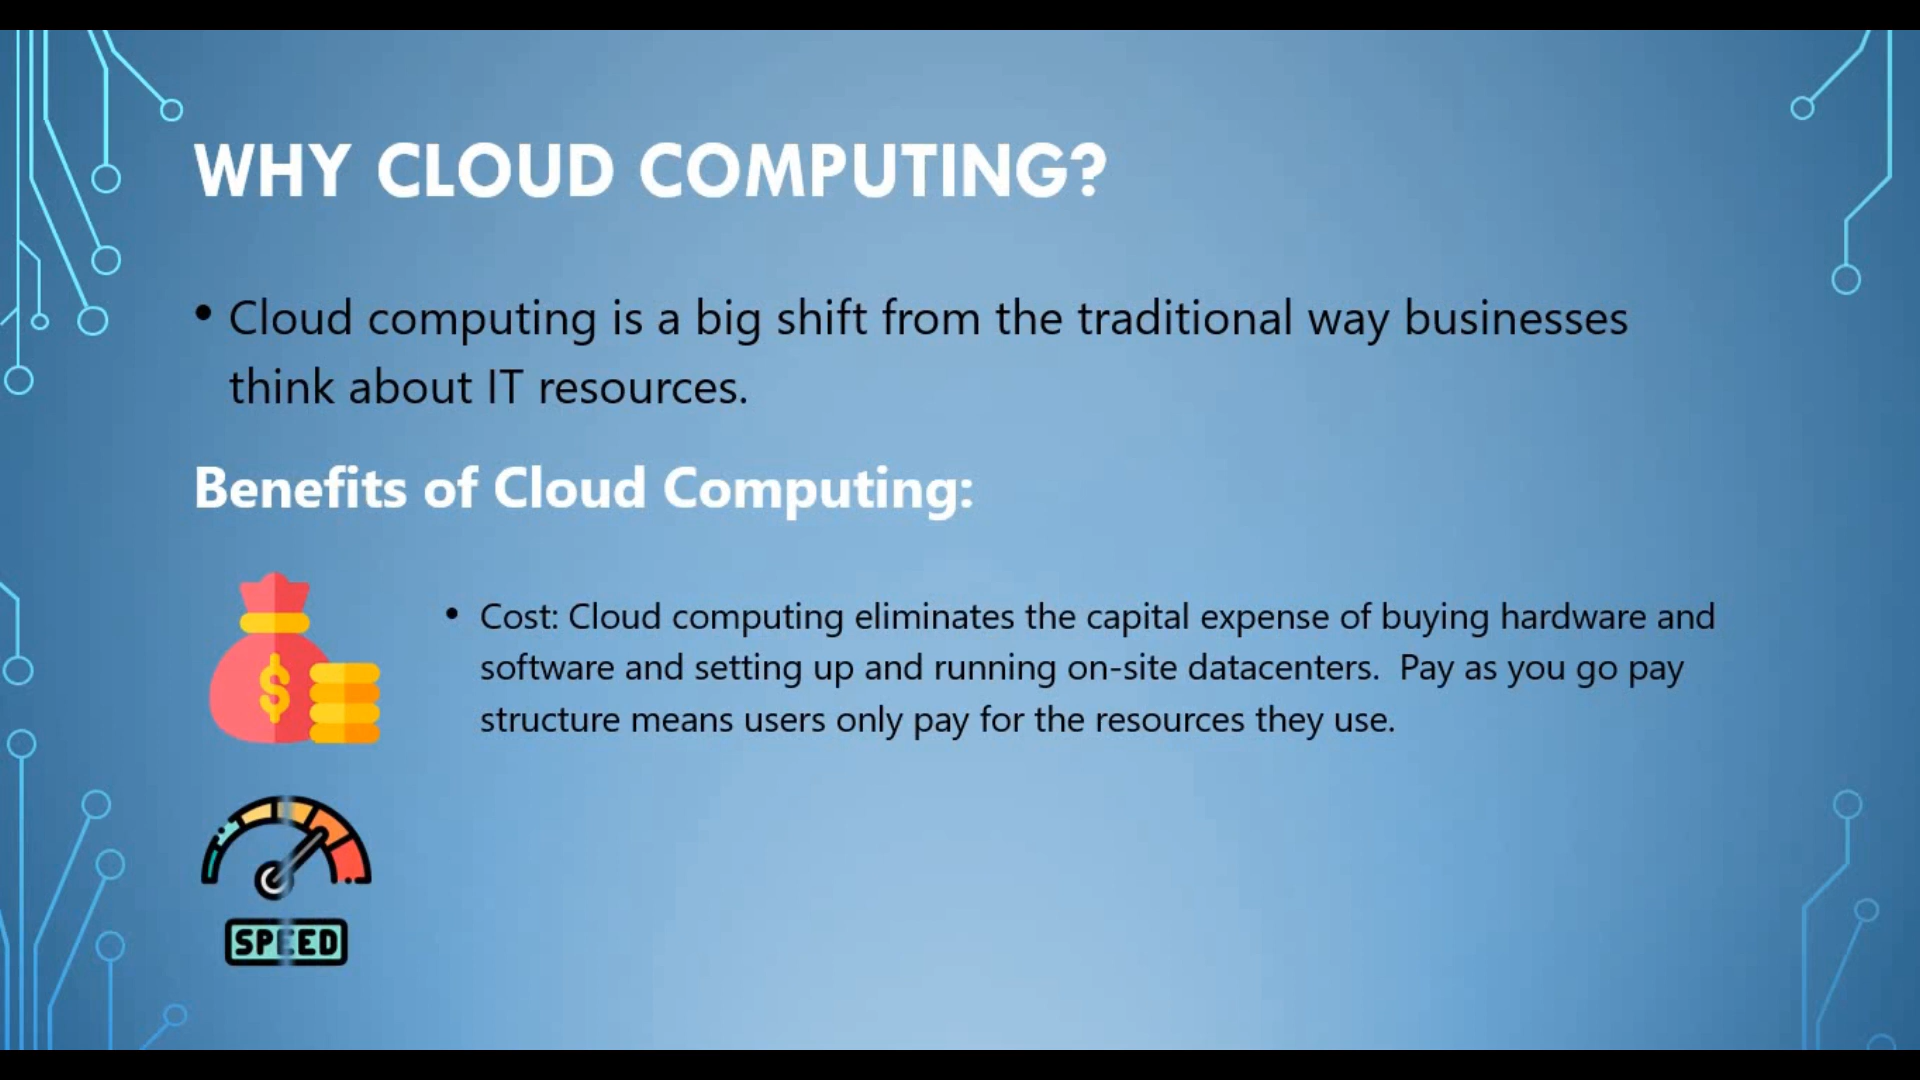 WHY CLOUD COMPUTING?
• Cloud computing is a big shift from the traditional way businesses
think about IT resources.
Benefits of Cloud Computing:
$
• Cost: Cloud computing eliminates the capital expense of buying hardware and
software and setting up and running on-site datacenters.  Pay as you go pay
structure means users only pay for the resources they use.
SPEED